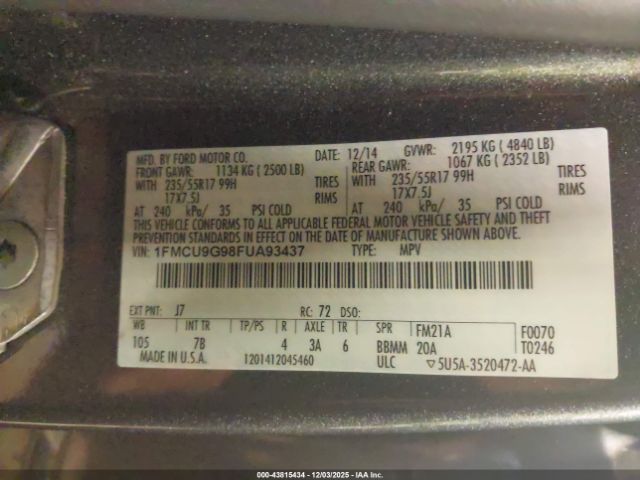 MFD. BY FORD MOTOR CO. DATE: 12/14 GVWR: 2195 KG ( 4840 LB)
FRONT GAWR: 1134 KG ( 2500 LB) REAR GAWR: 1067 KG ( 2352 LB)
WITH 235/55R17 99H TIRES WITH 235/55R17 99H TIRES
17X7.5J RIMS 17X7.5J RIMS
AT 240 kPa/ 35 PSI COLD AT 240 kPa/ 35 PSI COLD
THIS VEHICLE CONFORMS TO ALL APPLICABLE FEDERAL MOTOR VEHICLE SAFETY AND THEFT
PREVENTION STANDARDS IN EFFECT ON THE DATE OF MANUFACTURE SHOWN ABOVE.
VIN: 1FMCU9G98FUA93437 TYPE: MPV
EXT PNT: J7 RC: 72 DSO:
WB INT TR TP/PS R AXLE TR SPR FM21A F0070
105 7B 4 3A 6 BBMM 20A T0246
MADE IN U.S.A. 1201412045460 ULC ▽5U5A-3520472-AA
000-43815434 - 12/03/2025 - IAA Inc.